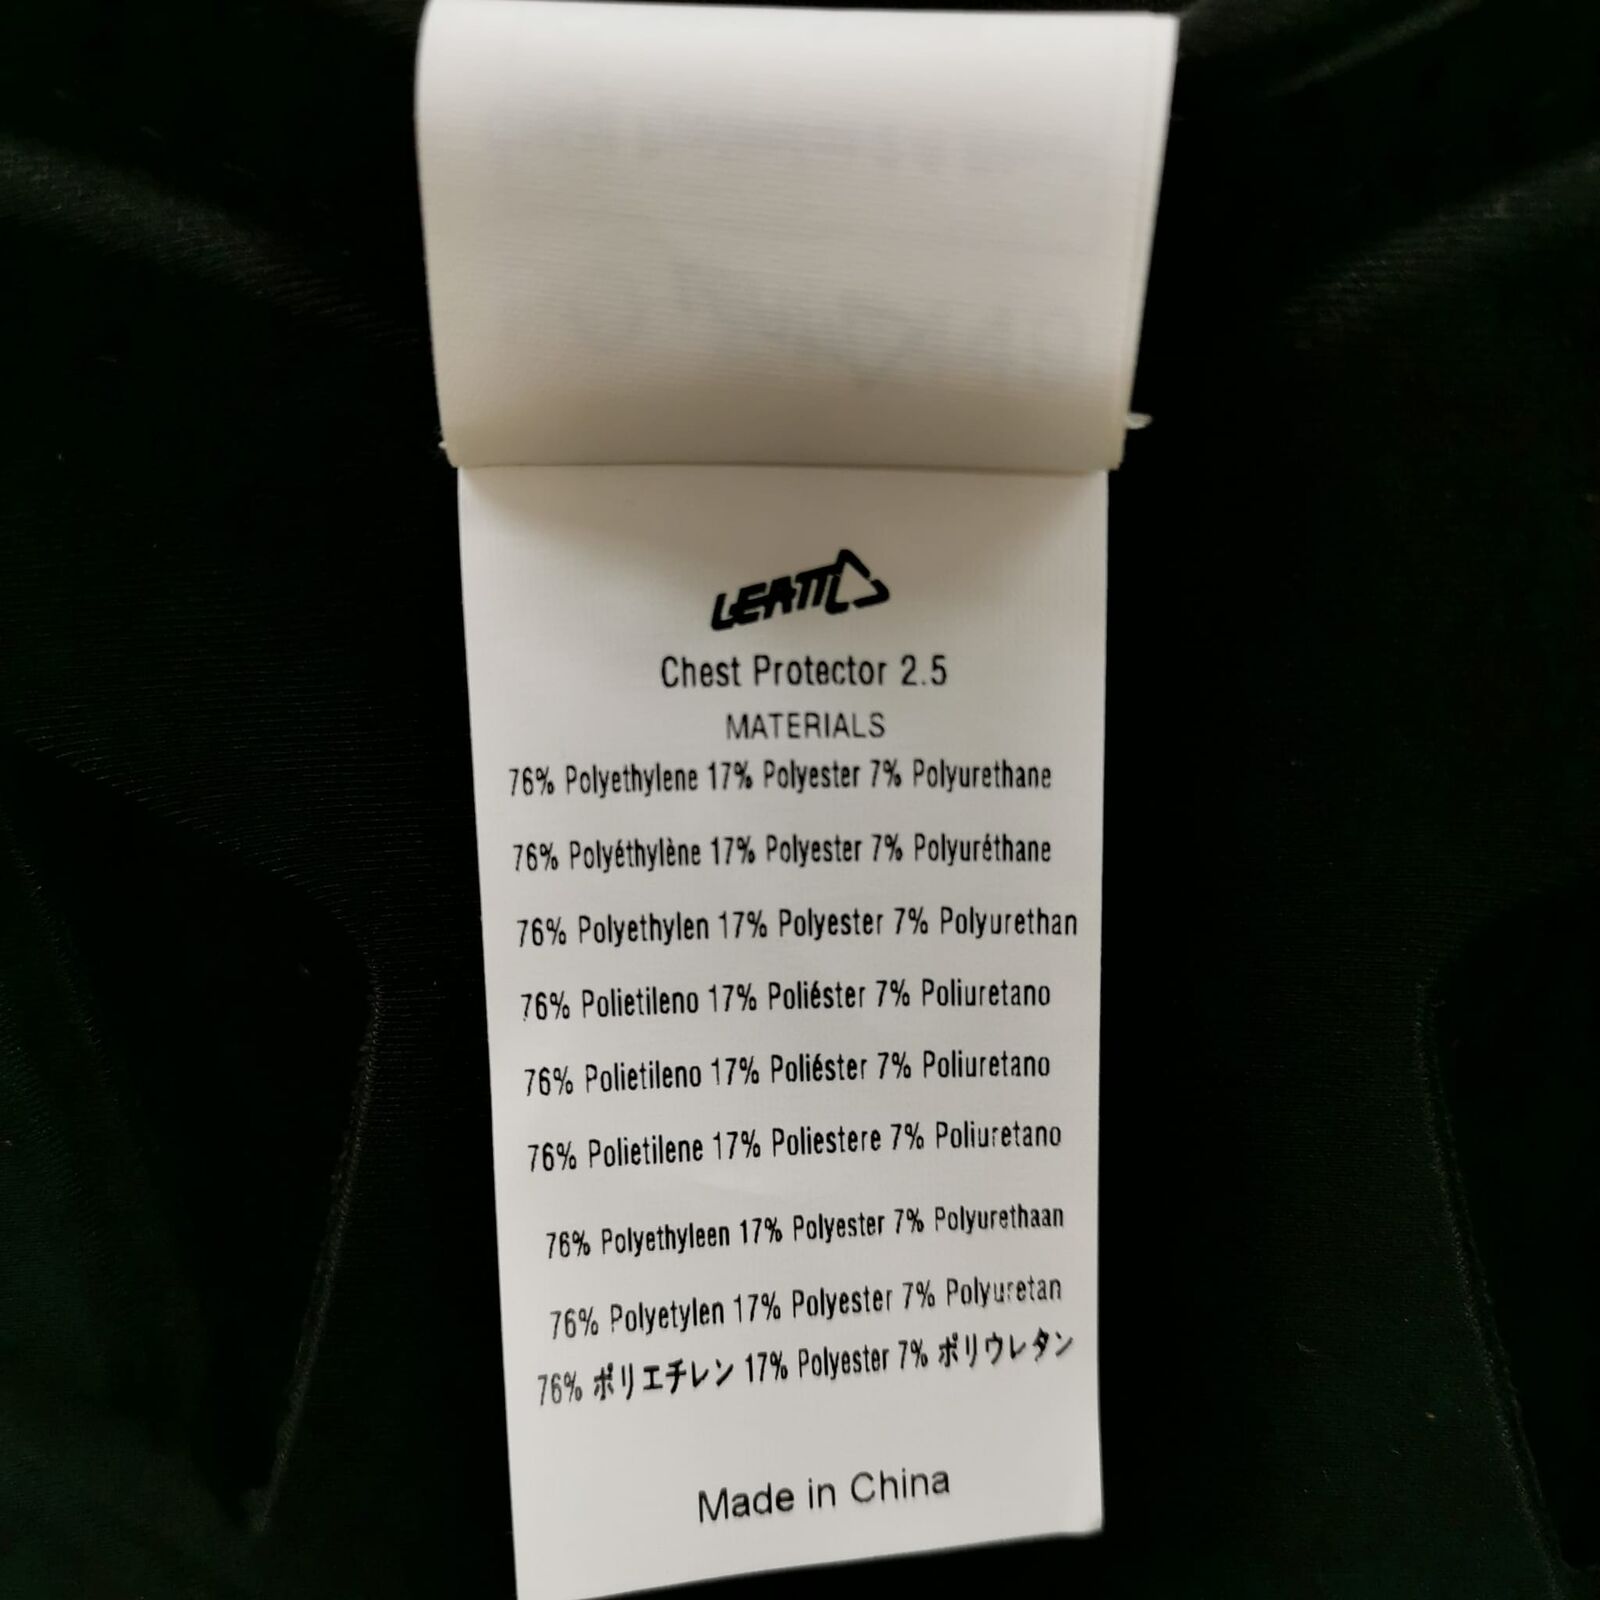 LEATT
Chest Protector 2.5
MATERIALS
76% Polyethylene 17% Polyester 7% Polyurethane
76% Polyéthylène 17% Polyester 7% Polyuréthane
76% Polyethylen 17% Polyester 7% Polyurethan
76% Polietileno 17% Poliéster 7% Poliuretano
76% Polietileno 17% Poliéster 7% Poliuretano
76% Polietilene 17% Poliestere 7% Poliuretano
76% Polyethyleen 17% Polyester 7% Polyurethaan
76% Polyetylen 17% Polyester 7% Polyuretan
76% ポリエチレン 17% Polyester 7% ポリウレタン
Made in China